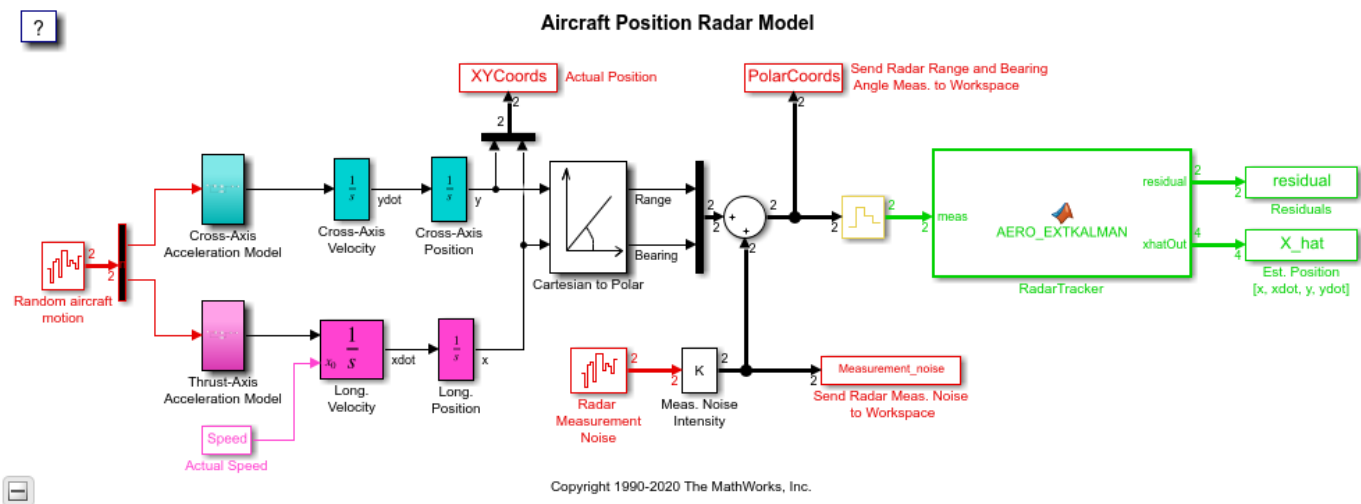 Aircraft Position Radar Model
?
XYCoords
Actual Position
2
2
PolarCoords
Send Radar Range and Bearing
Angle Meas. to Workspace
2
2
Random aircraft
motion
2
2
Cross-Axis
Acceleration Model
1
s
ydot
Cross-Axis
Velocity
1
s
y
Cross-Axis
Position
Range
Bearing
Cartesian to Polar
2
2
+
+
2
2
2
2
2
meas
AERO_EXTKALMAN
residual
xhatOut
RadarTracker
2
2
residual
Residuals
4
4
X_hat
Est. Position
[x, xdot, y, ydot]
Thrust-Axis
Acceleration Model
1
s
x0
xdot
Long.
Velocity
1
s
x
Long.
Position
Speed
Actual Speed
Radar
Measurement
Noise
2
2
K
Meas. Noise
Intensity
2
2
Measurement_noise
Send Radar Meas. Noise
to Workspace
Copyright 1990-2020 The MathWorks, Inc.